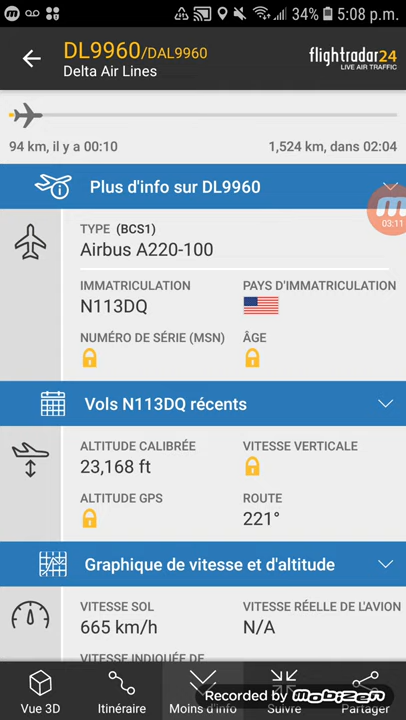 34% 5:08 p.m.
DL9960/DAL9960
Delta Air Lines
flightradar24
LIVE AIR TRAFFIC
94 km, il y a 00:10
1,524 km, dans 02:04
Plus d'info sur DL9960
03:11
TYPE (BCS1)
Airbus A220-100
IMMATRICULATION
PAYS D'IMMATRICULATION
N113DQ
NUMÉRO DE SÉRIE (MSN)
ÂGE
Vols N113DQ récents
ALTITUDE CALIBRÉE
VITESSE VERTICALE
23,168 ft
ALTITUDE GPS
ROUTE
221°
Graphique de vitesse et d'altitude
VITESSE SOL
VITESSE RÉELLE DE L'AVION
665 km/h
N/A
VITESSE INDIQUÉE DE
Recorded by mobizen
Vue 3D
Itinéraire
Moins d'info
Suivre
Partager